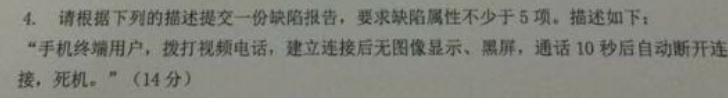 4. 请根据下列的描述提交一份缺陷报告，要求缺陷属性不少于5项。描述如下：
“手机终端用户，拨打视频电话，建立连接后无图像显示、黑屏，通话10秒后自动断开连
接，死机。”（14分）